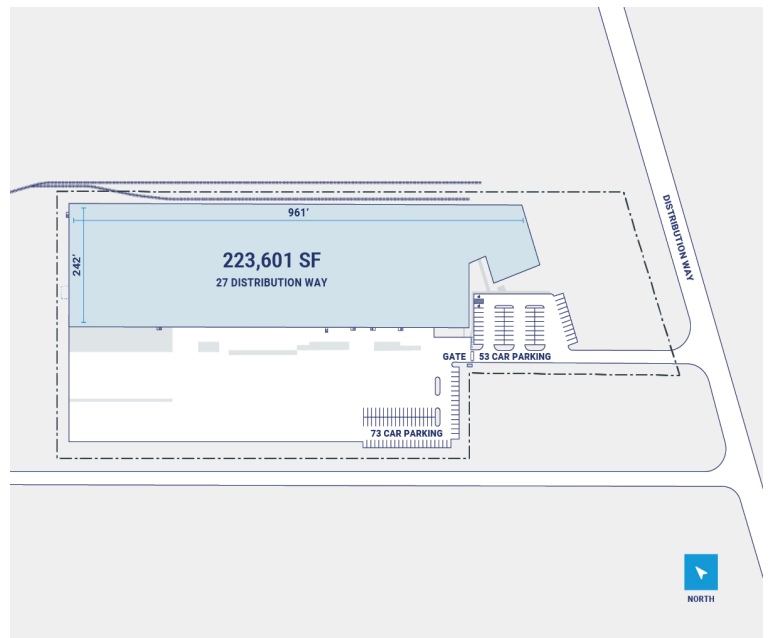 961'
DISTRIBUTION WAY
223,601 SF
242'
27 DISTRIBUTION WAY
GATE
53 CAR PARKING
73 CAR PARKING
NORTH